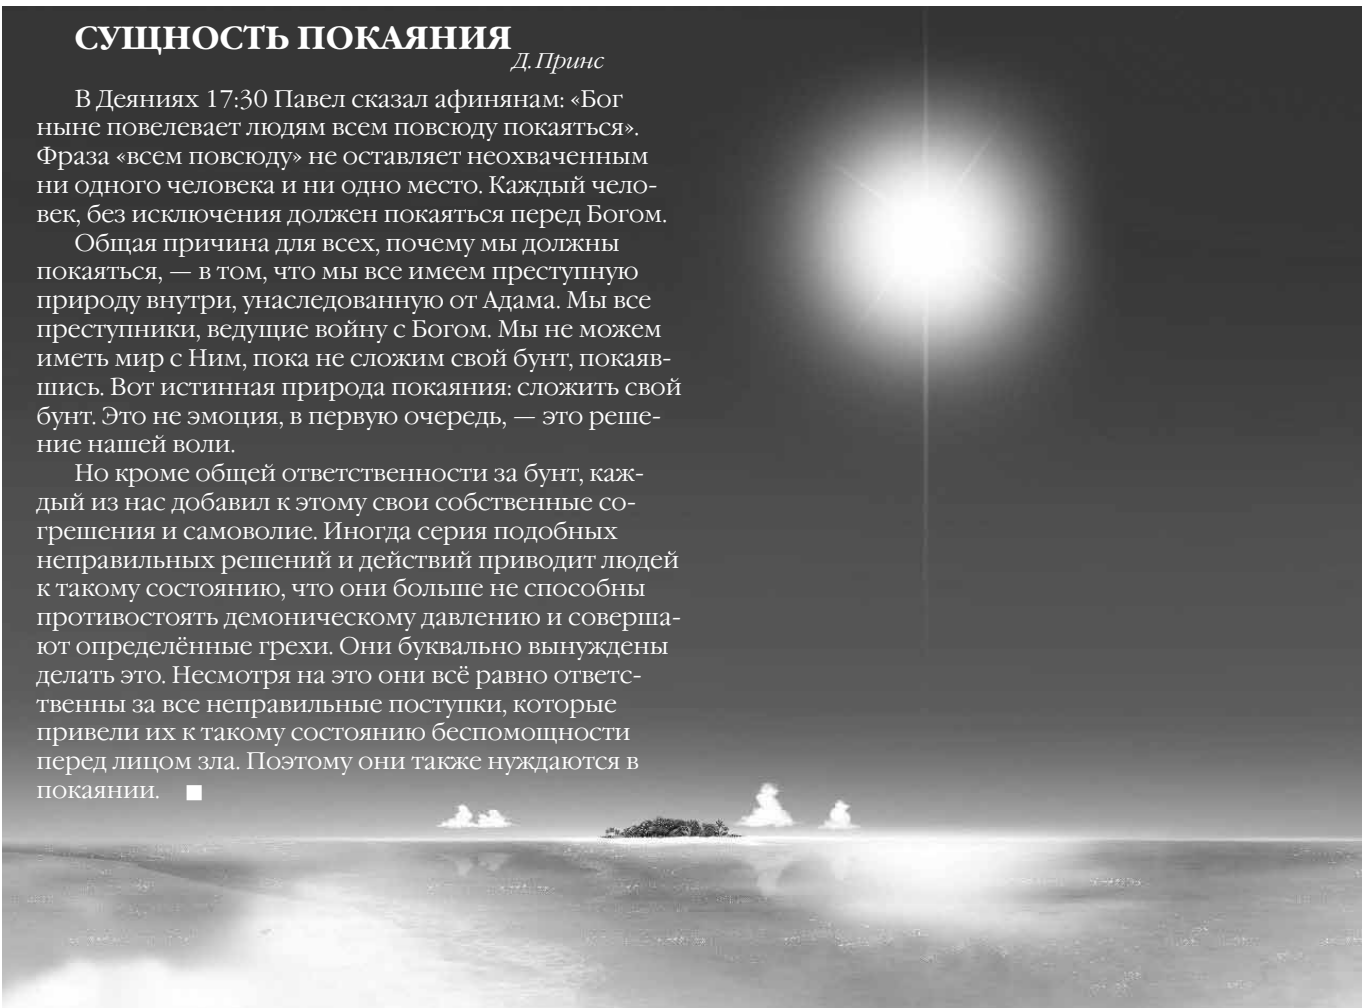 СУЩНОСТЬ ПОКАЯНИЯ
Д. Принс
В Деяниях 17:30 Павел сказал афинянам: «Бог
ныне повелевает людям всем повсюду покаяться».
Фраза «всем повсюду» не оставляет неохваченным
ни одного человека и ни одно место. Каждый чело-
век, без исключения должен покаяться перед Богом.
Общая причина для всех, почему мы должны
покаяться, — в том, что мы все имеем преступную
природу внутри, унаследованную от Адама. Мы все
преступники, ведущие войну с Богом. Мы не можем
иметь мир с Ним, пока не сложим свой бунт, покаяв-
шись. Вот истинная природа покаяния: сложить свой
бунт. Это не эмоция, в первую очередь, — это реше-
ние нашей воли.
Но кроме общей ответственности за бунт, каж-
дый из нас добавил к этому свои собственные со-
грешения и самоволие. Иногда серия подобных
неправильных решений и действий приводит людей
к такому состоянию, что они больше не способны
противостоять демоническому давлению и соверша-
ют определённые грехи. Они буквально вынуждены
делать это. Несмотря на это они всё равно ответс-
твенны за все неправильные поступки, которые
привели их к такому состоянию беспомощности
перед лицом зла. Поэтому они также нуждаются в
покаянии.